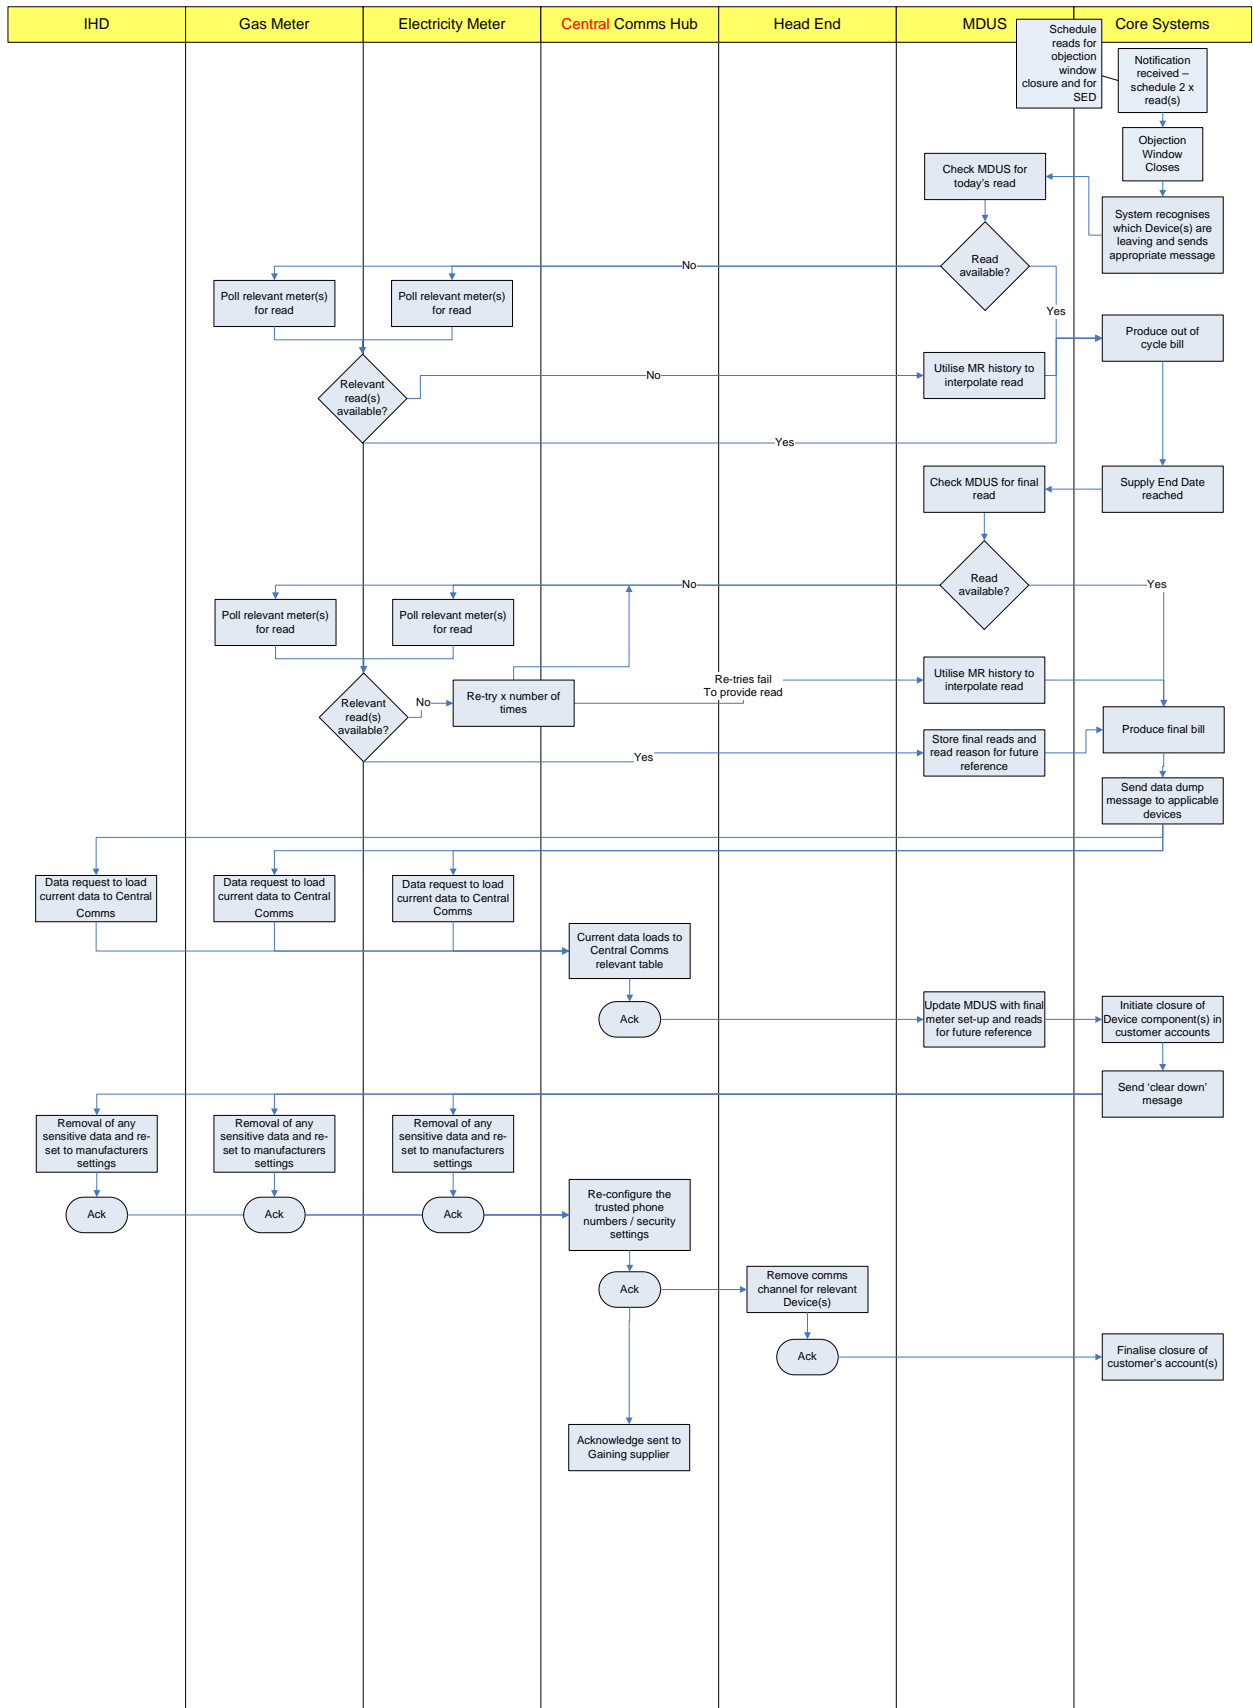 IHD
Gas Meter
Electricity Meter
Central Comms Hub
Head End
MDUS
Core Systems
Schedule
reads for
objection
window
closure and for
SED
Notification
received –
schedule 2 x
read(s)
Objection
Window
Closes
Check MDUS for
today's read
System recognises
which Device(s) are
leaving and sends
appropriate message
Read
available?
No
Yes
Poll relevant meter(s)
for read
Poll relevant meter(s)
for read
Produce out of
cycle bill
Relevant
read(s)
available?
No
Utilise MR history to
interpolate read
Yes
Check MDUS for final
read
Supply End Date
reached
Read
available?
No
Yes
Poll relevant meter(s)
for read
Poll relevant meter(s)
for read
Relevant
read(s)
available?
No
Re-try x number of
times
Re-tries fail
To provide read
Utilise MR history to
interpolate read
Yes
Store final reads and
read reason for future
reference
Produce final bill
Send data dump
message to applicable
devices
Data request to load
current data to Central
Comms
Data request to load
current data to Central
Comms
Data request to load
current data to Central
Comms
Current data loads to
Central Comms
relevant table
Ack
Update MDUS with final
meter set-up and reads
for future reference
Initiate closure of
Device component(s) in
customer accounts
Send ‘clear down’
mesage
Removal of any
sensitive data and re-
set to manufacturers
settings
Removal of any
sensitive data and re-
set to manufacturers
settings
Removal of any
sensitive data and re-
set to manufacturers
settings
Ack
Ack
Ack
Re-configure the
trusted phone
numbers / security
settings
Ack
Remove comms
channel for relevant
Device(s)
Ack
Finalise closure of
customer’s account(s)
Acknowledge sent to
Gaining supplier